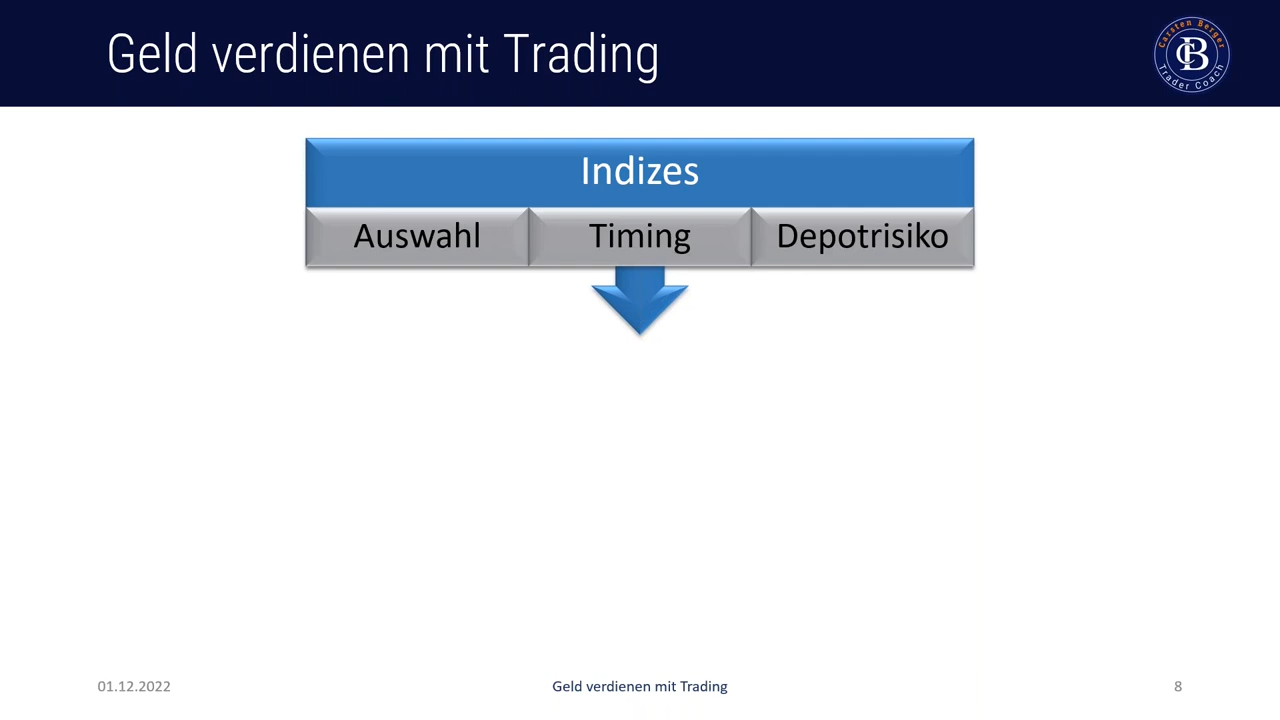 Geld verdienen mit Trading
Carsten Berger
CB
Trader Coach
Indizes
Auswahl Timing Depotrisiko
01.12.2022 Geld verdienen mit Trading 8